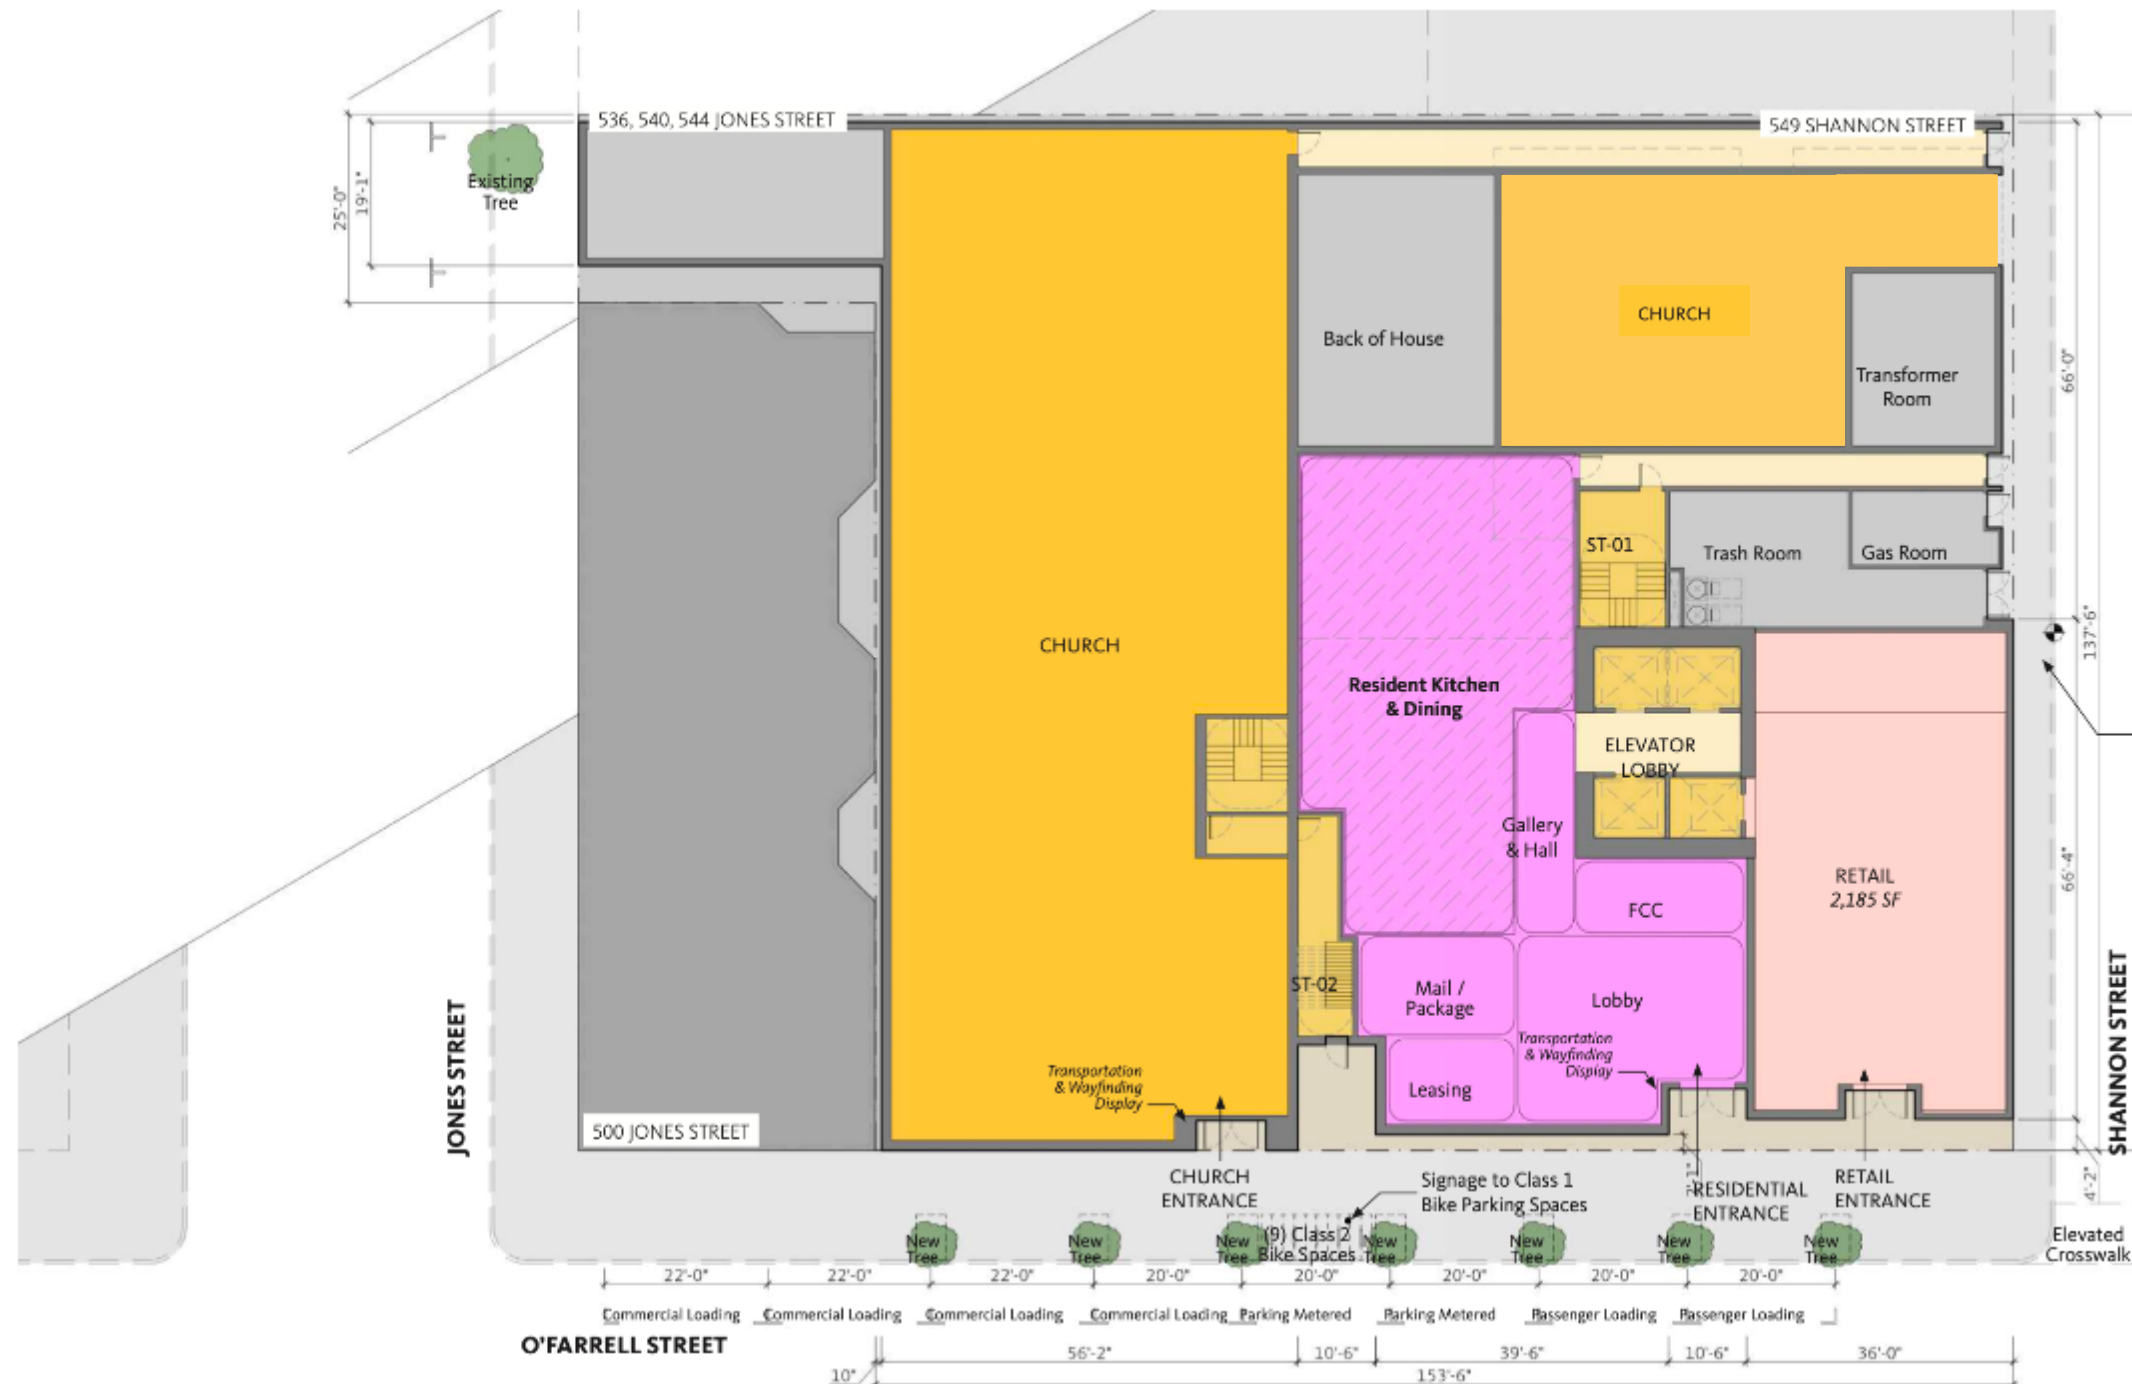 536, 540, 544 JONES STREET
549 SHANNON STREET
Existing
Tree
25'-0"
19'-1"
CHURCH
Back of House
Transformer
Room
66'-0"
ST-01
Trash Room
Gas Room
137'-6"
CHURCH
Resident Kitchen
& Dining
ELEVATOR
LOBBY
Gallery
& Hall
RETAIL
2,185 SF
66'-4"
FCC
ST-02
Mail /
Package
Lobby
Transportation
& Wayfinding
Display
Transportation
& Wayfinding
Display
Leasing
JONES STREET
SHANNON STREET
500 JONES STREET
CHURCH
ENTRANCE
Signage to Class 1
Bike Parking Spaces
RESIDENTIAL
ENTRANCE
RETAIL
ENTRANCE
4'-2"
New
Tree
New
Tree
New
Tree
(9) Class 2
Bike Spaces
New
Tree
New
Tree
New
Tree
New
Tree
Elevated
Crosswalk
22'-0" 22'-0" 22'-0" 20'-0" 20'-0" 20'-0" 20'-0" 20'-0"
Commercial Loading Commercial Loading Commercial Loading Commercial Loading Parking Metered Parking Metered Passenger Loading Passenger Loading
O'FARRELL STREET
56'-2" 10'-6" 39'-6" 10'-6" 36'-0"
10" 153'-6"